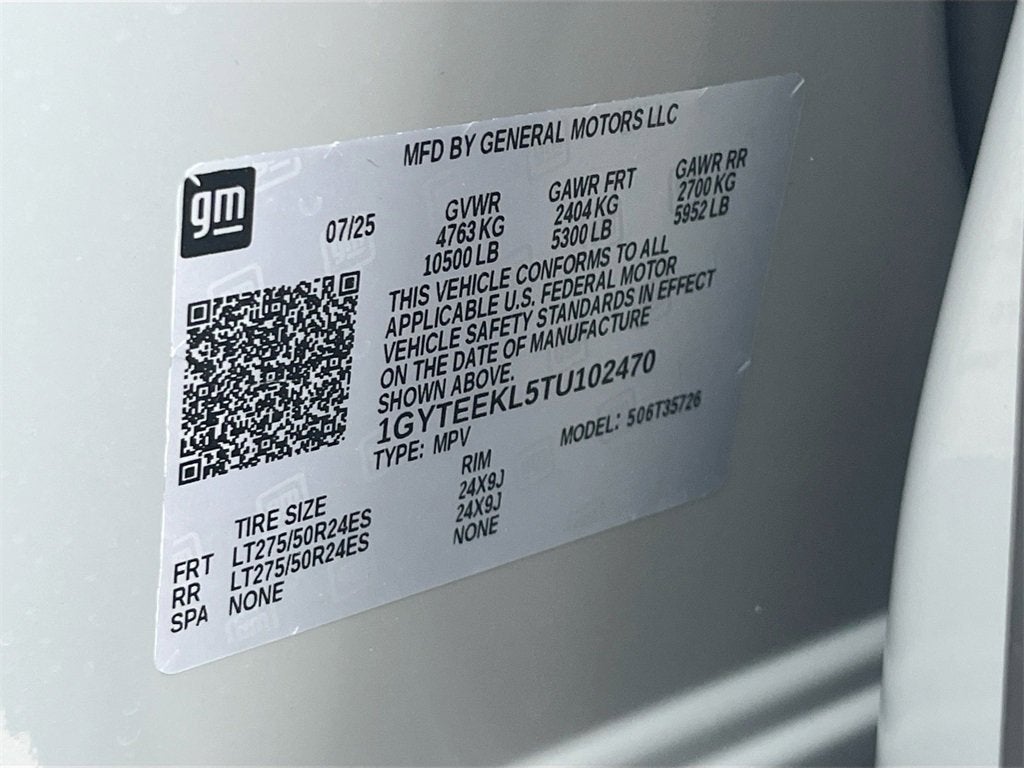 MFD BY GENERAL MOTORS LLC
gm
07/25
GVWR
4763 KG
10500 LB
GAWR FRT
2404 KG
5300 LB
GAWR RR
2700 KG
5952 LB
THIS VEHICLE CONFORMS TO ALL
APPLICABLE U.S. FEDERAL MOTOR
VEHICLE SAFETY STANDARDS IN EFFECT
ON THE DATE OF MANUFACTURE
SHOWN ABOVE.
1GYTEEKL5TU102470
TYPE: MPV MODEL: 506T35726
TIRE SIZE RIM
FRT LT275/50R24ES 24X9J
RR LT275/50R24ES 24X9J
SPA NONE NONE